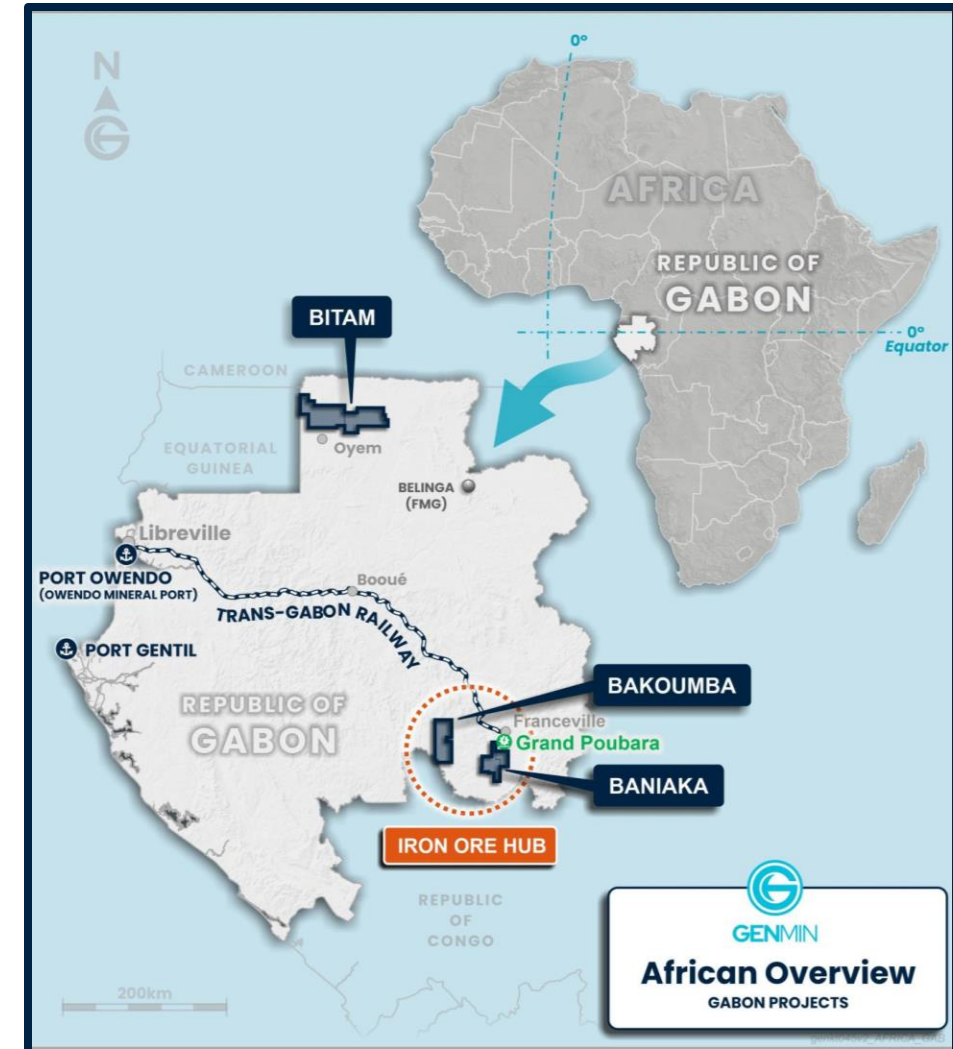 N
0°
AFRICA
REPUBLIC OF
GABON
0°
Equator
BITAM
CAMEROON
EQUATORIAL
GUINEA
Oyem
BELINGA
(FMG)
Libreville
PORT OWENDO
(OWENDO MINERAL PORT)
Booué
TRANS-GABON RAILWAY
PORT GENTIL
REPUBLIC OF
GABON
BAKOUMBA
Franceville
Grand Poubara
BANIAKA
IRON ORE HUB
REPUBLIC
OF
CONGO
200km
GENMIN
African Overview
GABON PROJECTS